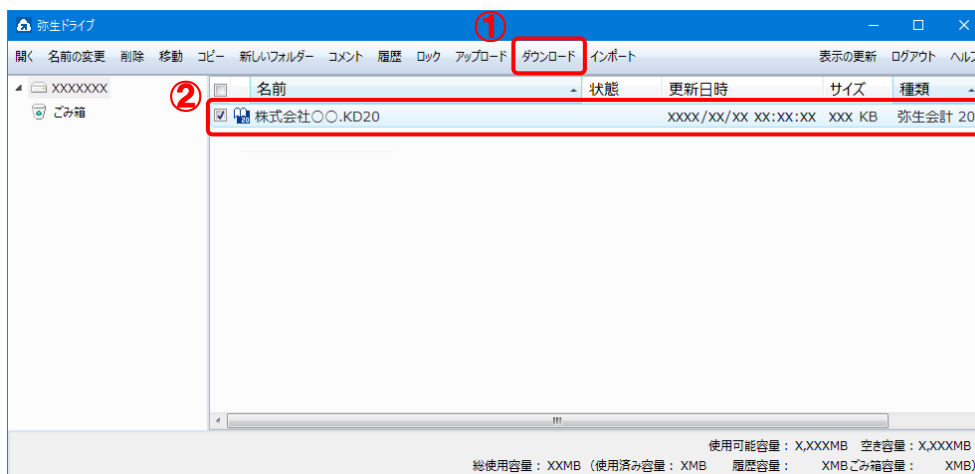 弥生ドライブ
①
開く 名前の変更 削除 移動 コピー 新しいフォルダー コメント 履歴 ロック アップロード ダウンロード インポート 表示の更新 ログアウト ヘルプ
XXXXXXX
ごみ箱
②
名前 状態 更新日時 サイズ 種類
株式会社○○.KD20 xxxx/xx/xx xx:xx:xx xxx KB 弥生会計 20
使用可能容量: X,XXXMB 空き容量: X,XXXMB
総使用容量: XXMB (使用済み容量: XMB 履歴容量: XMBごみ箱容量: XMB)